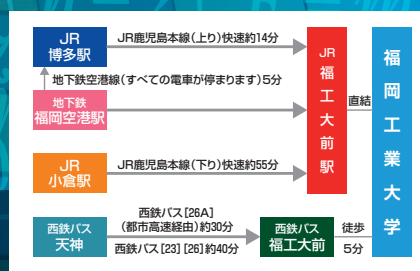 JR
博多駅
JR鹿児島本線(上り)快速約14分
地下鉄空港線(すべての電車が停まります)5分
地下鉄
福岡空港駅
JR
小倉駅
JR鹿児島本線(下り)快速約55分
JR
福工大前駅
直結
福岡工業大学
西鉄バス
天神
西鉄バス[26A]
(都市高速経由)約30分
西鉄バス[23][26]約40分
西鉄バス
福工大前
徒歩
5分